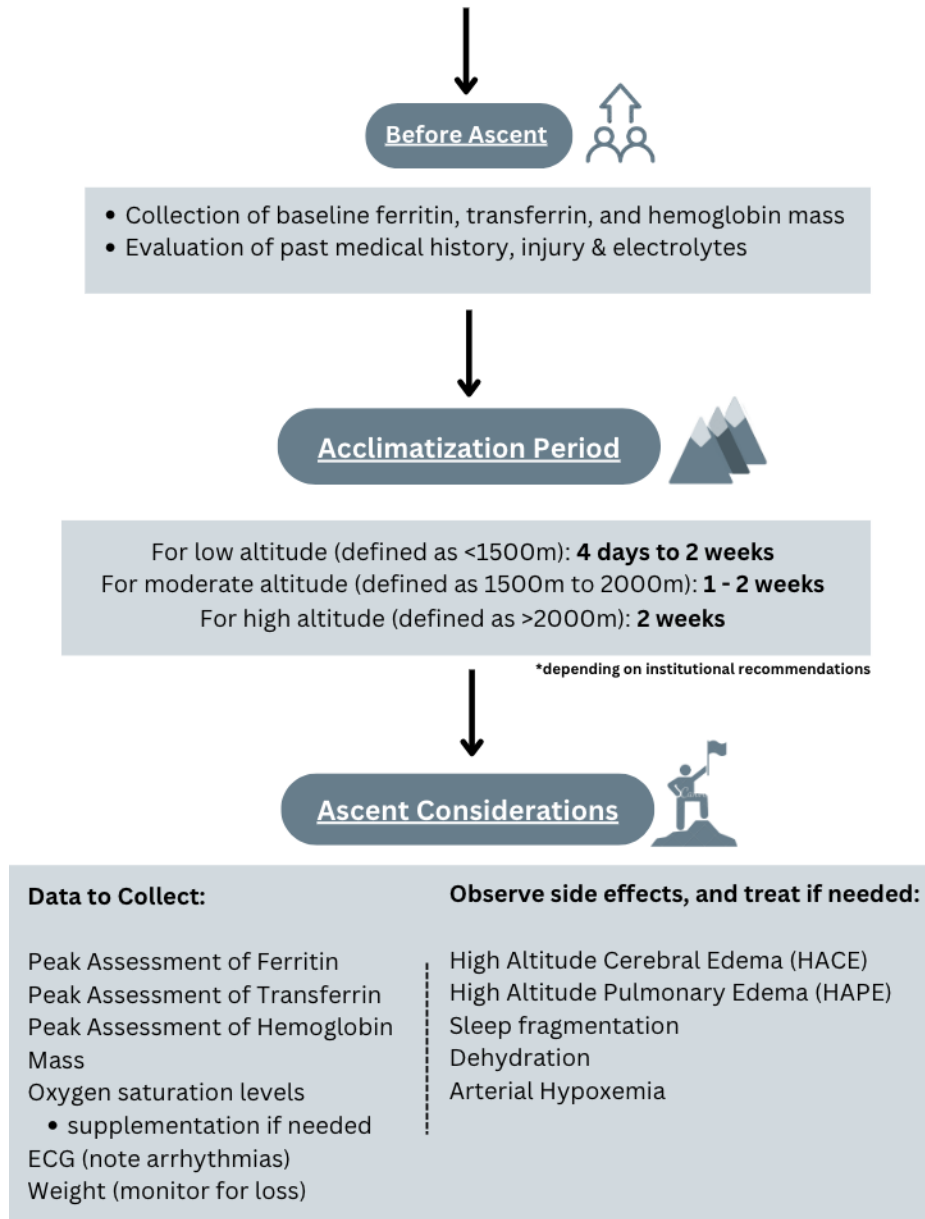 Before Ascent
• Collection of baseline ferritin, transferrin, and hemoglobin mass
• Evaluation of past medical history, injury & electrolytes
Acclimatization Period
For low altitude (defined as <1500m): 4 days to 2 weeks
For moderate altitude (defined as 1500m to 2000m): 1 - 2 weeks
For high altitude (defined as >2000m): 2 weeks
*depending on institutional recommendations
Ascent Considerations
Data to Collect:
Peak Assessment of Ferritin
Peak Assessment of Transferrin
Peak Assessment of Hemoglobin
Mass
Oxygen saturation levels
• supplementation if needed
ECG (note arrhythmias)
Weight (monitor for loss)
Observe side effects, and treat if needed:
High Altitude Cerebral Edema (HACE)
High Altitude Pulmonary Edema (HAPE)
Sleep fragmentation
Dehydration
Arterial Hypoxemia